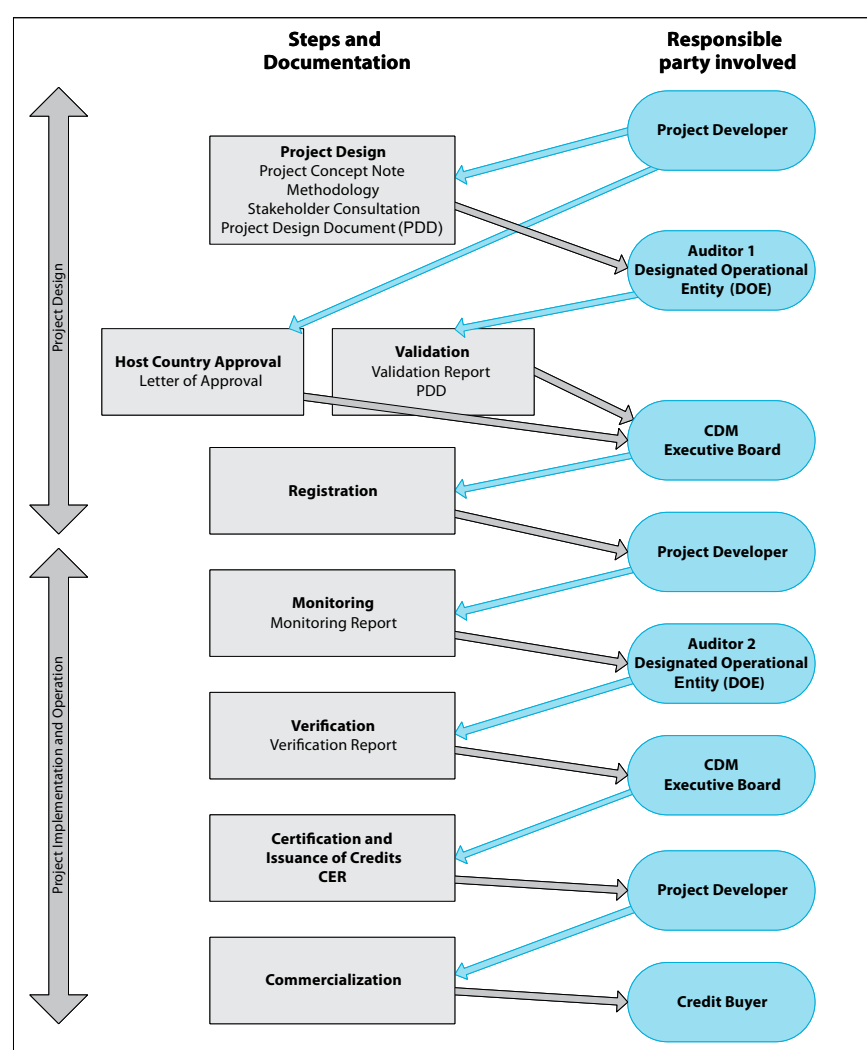 Steps and
Documentation
Responsible
party involved
Project Developer
Project Design
Project Concept Note
Methodology
Stakeholder Consultation
Project Design Document (PDD)
Auditor 1
Designated Operational
Entity (DOE)
Project Design
Host Country Approval
Letter of Approval
Validation
Validation Report
PDD
CDM
Executive Board
Registration
Project Developer
Monitoring
Monitoring Report
Auditor 2
Designated Operational
Entity (DOE)
Project Implementation and Operation
Verification
Verification Report
CDM
Executive Board
Certification and
Issuance of Credits
CER
Project Developer
Commercialization
Credit Buyer